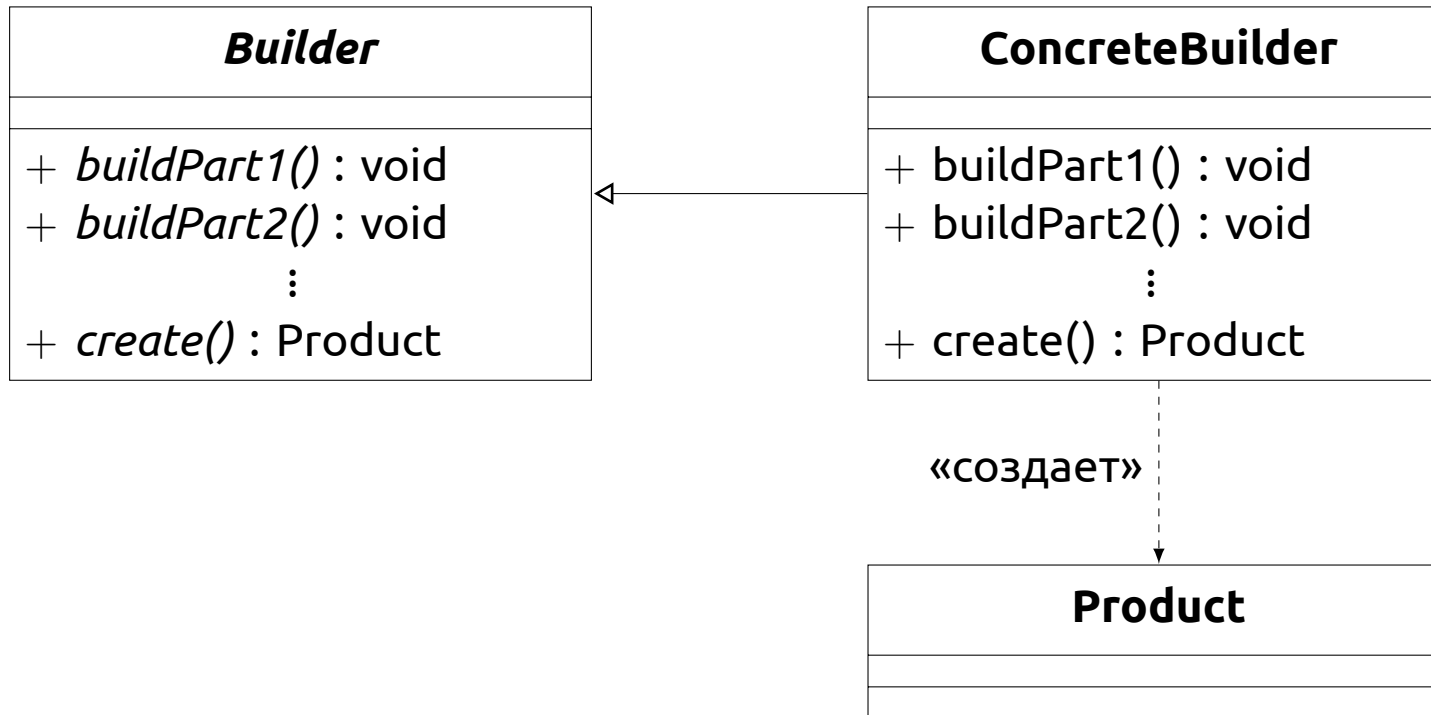 Builder
+ buildPart1() : void
+ buildPart2() : void
⋮
+ create() : Product
ConcreteBuilder
+ buildPart1() : void
+ buildPart2() : void
⋮
+ create() : Product
«создает»
Product